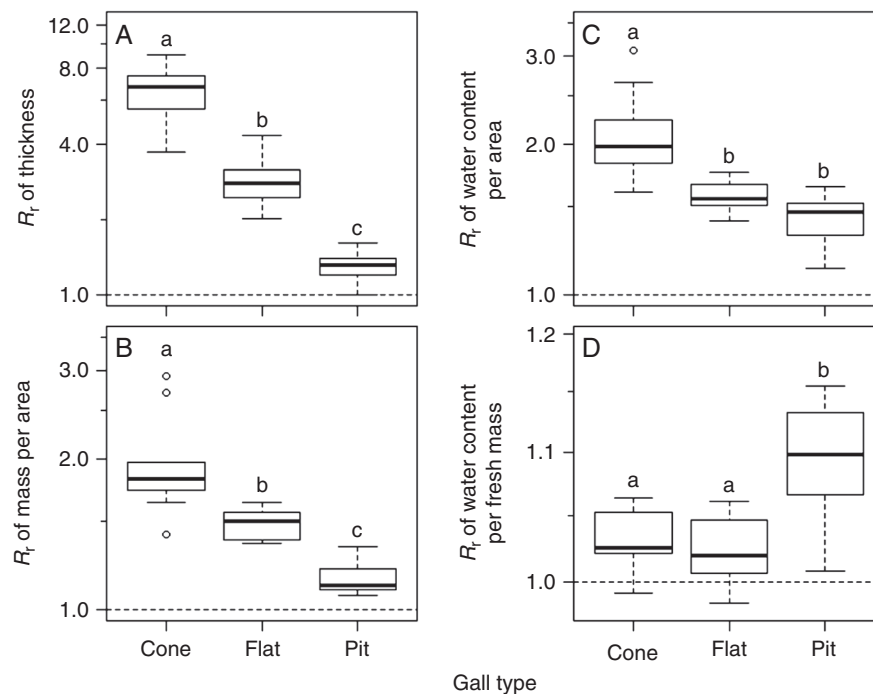 A
a
b
c
12.0
8.0
4.0
1.0
Rr of thickness
B
a
b
c
3.0
2.0
1.0
Rr of mass per area
Cone Flat Pit
C
a
b
b
3.0
2.0
1.0
Rr of water content
per area
D
a
a
b
1.2
1.1
1.0
Rr of water content
per fresh mass
Cone Flat Pit
Gall type